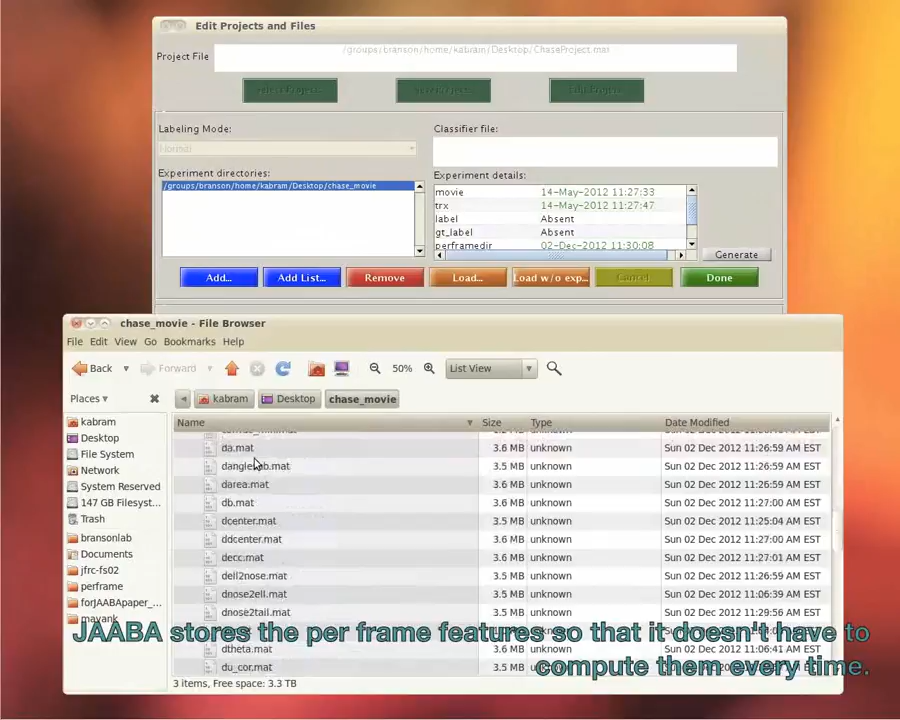 Edit Projects and Files
Project File
/groups/branson/home/kabram/Desktop/ChaseProject.mat
Labeling Mode:
Classifier file:
Normal
Experiment directories:
Experiment details:
/groups/branson/home/kabram/Desktop/chase_movie
movie 14-May-2012 11:27:33
trx 14-May-2012 11:27:47
label Absent
gt_label Absent
perframedir 02-Dec-2012 11:30:08
Generate
Add... Add List... Remove Load... Load w/o exp... Cancel Done
chase_movie - File Browser
File Edit View Go Bookmarks Help
Back Forward 50% List View
Places kabram Desktop chase_movie
Name Size Type Date Modified
kabram
Desktop
File System
Network
System Reserved
147 GB Filesyst...
Trash
bransonlab
Documents
jfrc-fs02
perframe
forJAABApaper_...
mayank
da.mat 3.6 MB unknown Sun 02 Dec 2012 11:26:59 AM EST
3.5 MB unknown Sun 02 Dec 2012 11:26:59 AM EST
darea.mat 3.6 MB unknown Sun 02 Dec 2012 11:26:59 AM EST
db.mat 3.6 MB unknown Sun 02 Dec 2012 11:27:00 AM EST
dcenter.mat 3.5 MB unknown Sun 02 Dec 2012 11:25:04 AM EST
ddcenter.mat 3.6 MB unknown Sun 02 Dec 2012 11:27:00 AM EST
decc.mat 3.6 MB unknown Sun 02 Dec 2012 11:27:01 AM EST
dell2nose.mat 3.5 MB unknown Sun 02 Dec 2012 11:26:59 AM EST
dnose2ell.mat 3.5 MB unknown Sun 02 Dec 2012 11:06:39 AM EST
dnose2tail.mat 3.5 MB unknown Sun 02 Dec 2012 11:29:56 AM EST
dtheta.mat 3.6 MB unknown Sun 02 Dec 2012 11:06:41 AM EST
du_cor.mat 3.5 MB unknown
JAABA stores the per frame features so that it doesn't have to
compute them every time.
3 items, Free space: 3.3 TB